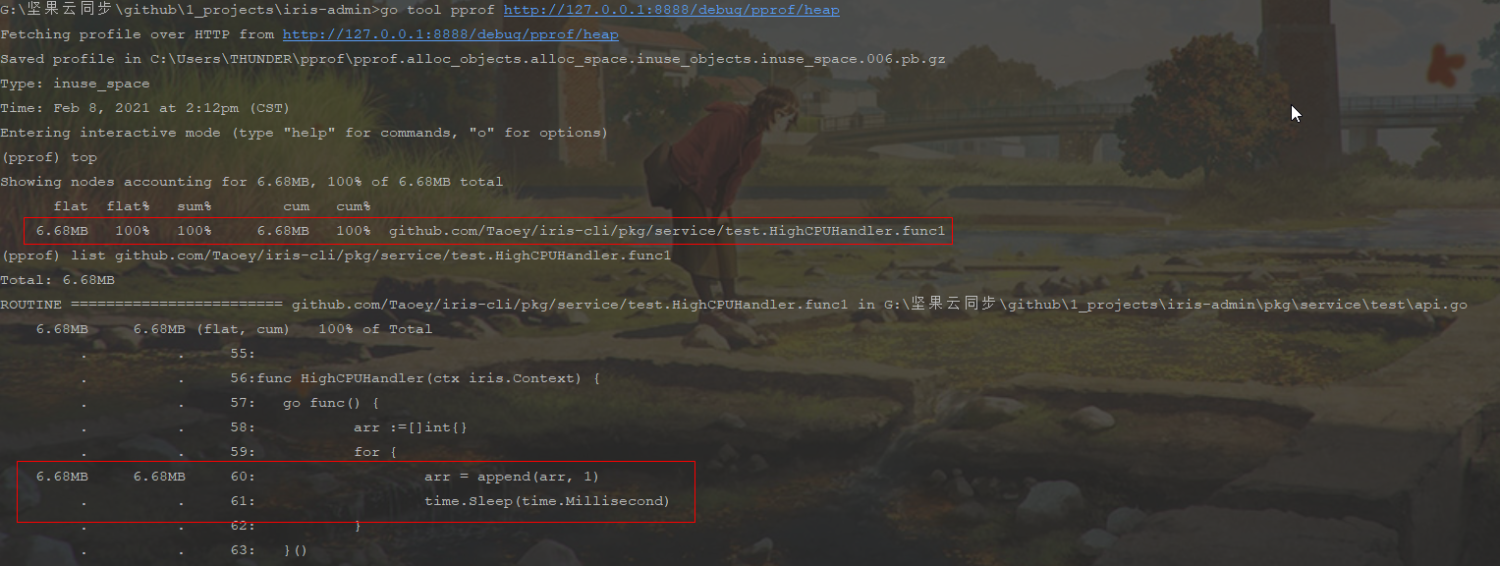 G:\坚果云同步\github\1_projects\iris-admin>go tool pprof http://127.0.0.1:8888/debug/pprof/heap
Fetching profile over HTTP from http://127.0.0.1:8888/debug/pprof/heap
Saved profile in C:\Users\THUNDER\pprof\pprof.alloc_objects.alloc_space.inuse_objects.inuse_space.006.pb.gz
Type: inuse_space
Time: Feb 8, 2021 at 2:12pm (CST)
Entering interactive mode (type "help" for commands, "o" for options)
(pprof) top
Showing nodes accounting for 6.68MB, 100% of 6.68MB total
flat flat% sum% cum cum%
6.68MB 100% 100% 6.68MB 100% github.com/Taoey/iris-cli/pkg/service/test.HighCPUHandler.func1
(pprof) list github.com/Taoey/iris-cli/pkg/service/test.HighCPUHandler.func1
Total: 6.68MB
ROUTINE ======================== github.com/Taoey/iris-cli/pkg/service/test.HighCPUHandler.func1 in G:\坚果云同步\github\1_projects\iris-admin\pkg\service\test\api.go
6.68MB 6.68MB (flat, cum) 100% of Total
. . 55:
. . 56:func HighCPUHandler(ctx iris.Context) {
. . 57: go func() {
. . 58: arr :=[]int{}
. . 59: for {
6.68MB 6.68MB 60: arr = append(arr, 1)
. . 61: time.Sleep(time.Millisecond)
. . 62: }
. . 63: }()